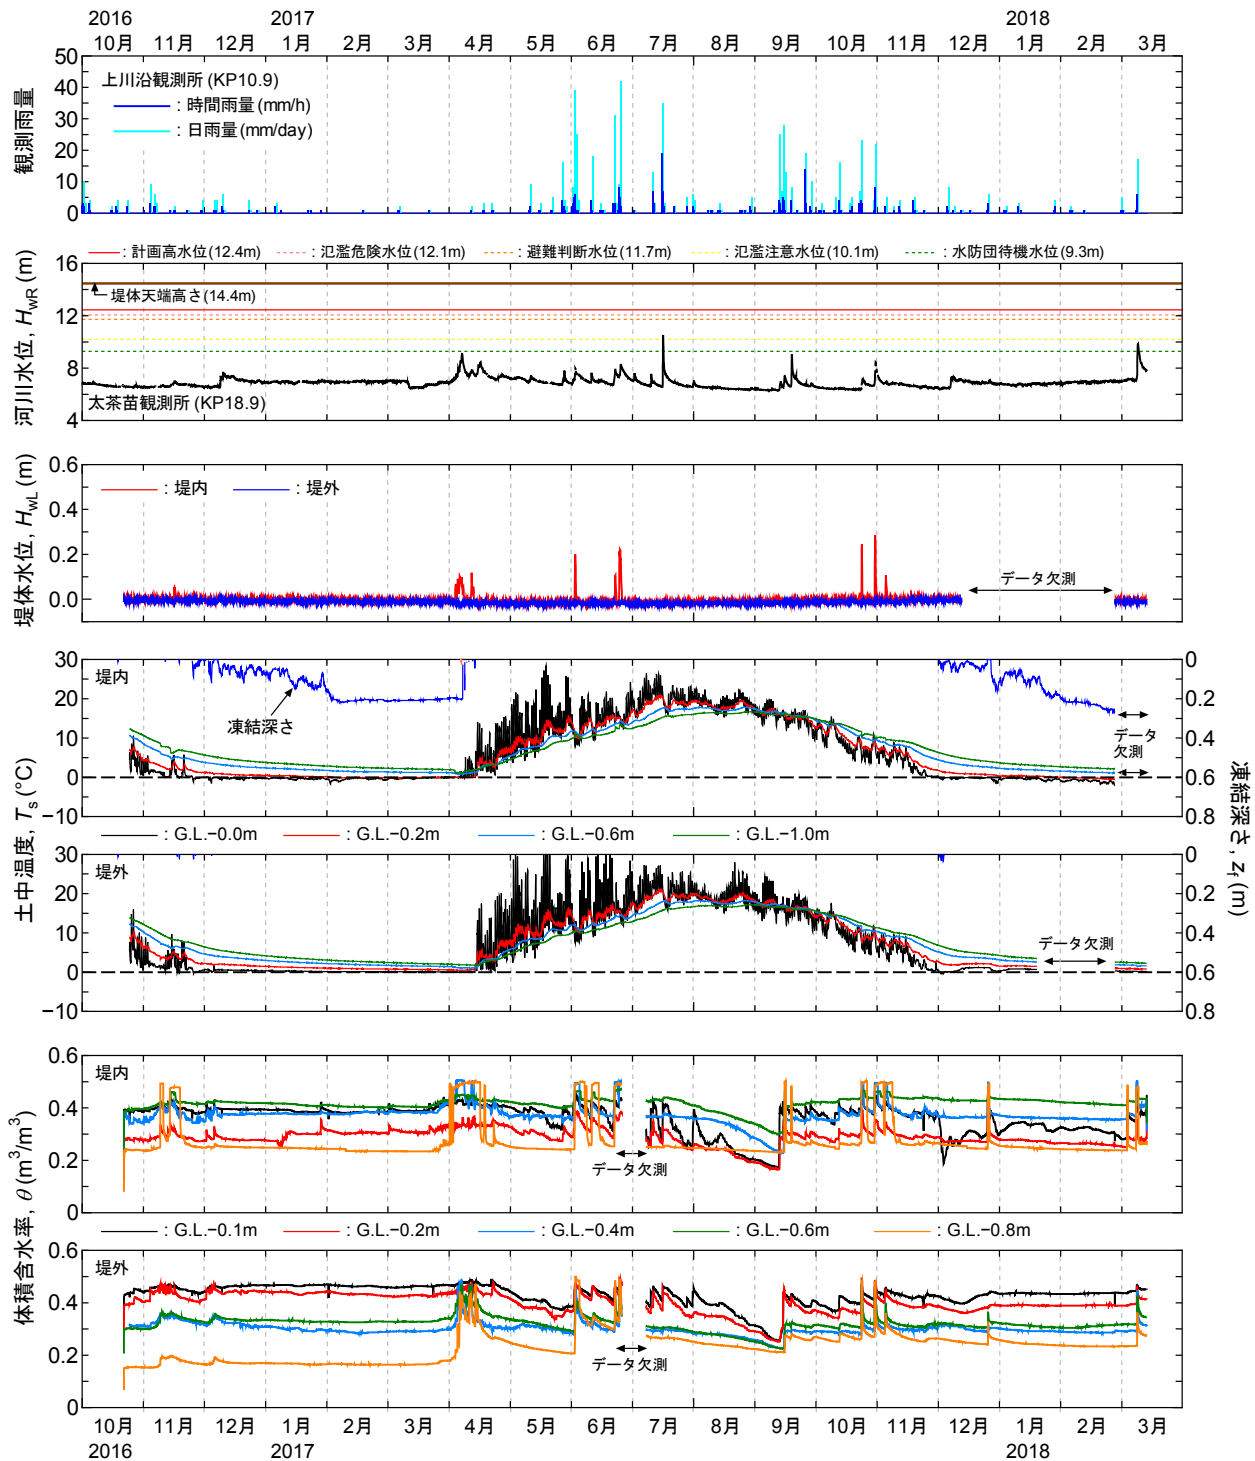 2016 2017 2018
10月 11月 12月 1月 2月 3月 4月 5月 6月 7月 8月 9月 10月 11月 12月 1月 2月 3月
観測雨量
50
40
30
20
10
0
上川沿観測所 (KP10.9)
: 時間雨量 (mm/h)
: 日雨量 (mm/day)
: 計画高水位 (12.4m) : 氾濫危険水位 (12.1m) : 避難判断水位 (11.7m) : 氾濫注意水位 (10.1m) : 水防団待機水位 (9.3m)
河川水位, HwR (m)
16
12
8
4
堤体天端高さ (14.4m)
太茶苗観測所 (KP18.9)
堤体水位, HwL (m)
0.6
0.4
0.2
0.0
: 堤内 : 堤外
データ欠測
土中温度, Ts (°C)
凍結深さ, zf (m)
30
20
10
0
−10
0
0.2
0.4
0.6
0.8
堤内
凍結深さ
データ
欠測
: G.L.−0.0m : G.L.−0.2m : G.L.−0.6m : G.L.−1.0m
30
20
10
0
−10
0
0.2
0.4
0.6
0.8
堤外
データ欠測
体積含水率, θ (m³/m³)
0.6
0.4
0.2
0
堤内
データ欠測
: G.L.−0.1m : G.L.−0.2m : G.L.−0.4m : G.L.−0.6m : G.L.−0.8m
0.6
0.4
0.2
0
堤外
データ欠測
10月 11月 12月 1月 2月 3月 4月 5月 6月 7月 8月 9月 10月 11月 12月 1月 2月 3月
2016 2017 2018